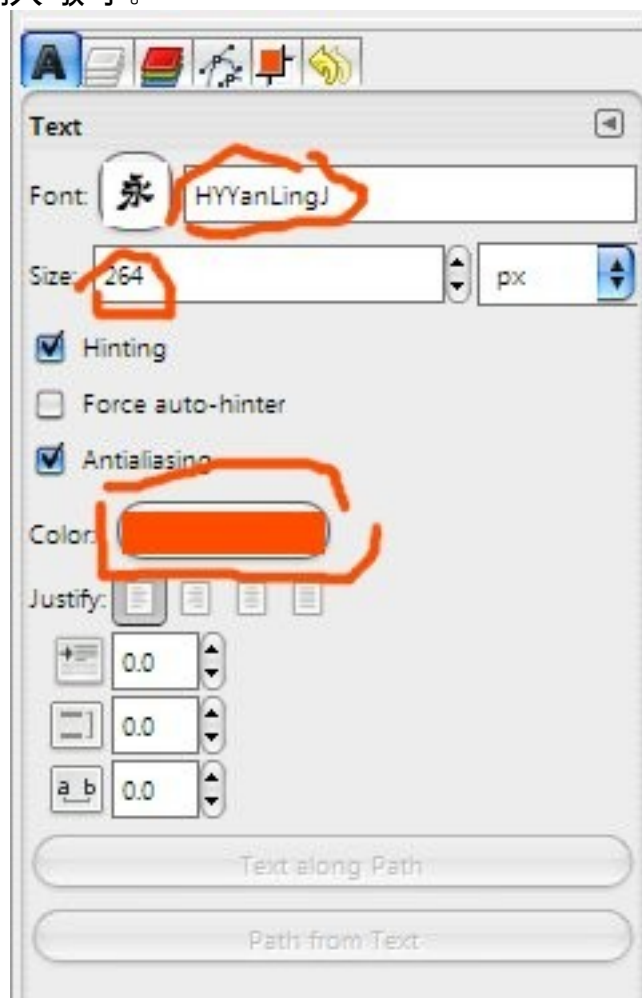 Text
Font: 永 HYYanLingJ
Size: 264 px
Hinting
Force auto-hinter
Antialiasing
Color:
Justify:
0.0
0.0
a b 0.0
Text along Path
Path from Text